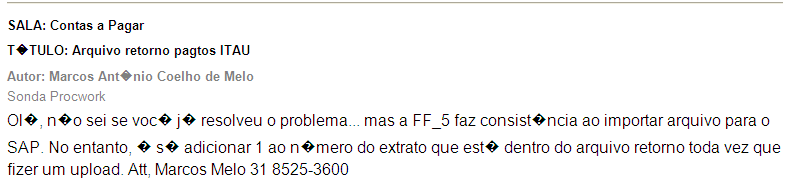 SALA: Contas a Pagar
T�TULO: Arquivo retorno pagtos ITAU
Autor: Marcos Ant�nio Coelho de Melo
Sonda Procwork
Ol�, n�o sei se voc� j� resolveu o problema... mas a FF_5 faz consist�ncia ao importar arquivo para o
SAP. No entanto, � s� adicionar 1 ao n�mero do extrato que est� dentro do arquivo retorno toda vez que
fizer um upload. Att, Marcos Melo 31 8525-3600